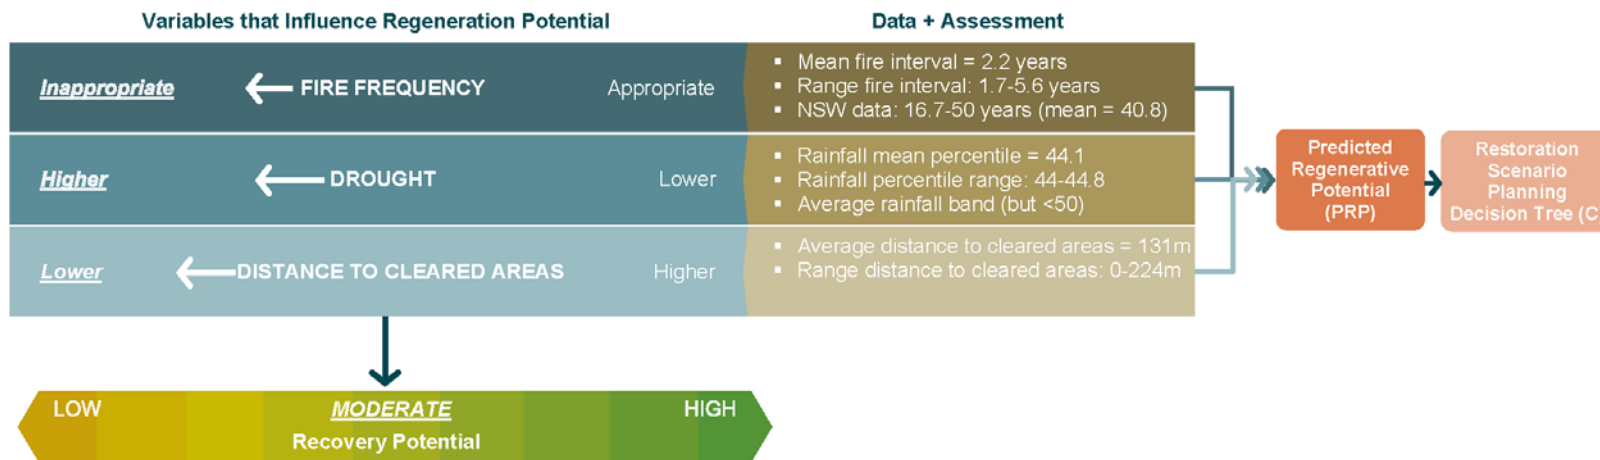 Variables that Influence Regeneration Potential
Data + Assessment
Inappropriate
FIRE FREQUENCY
Appropriate
▪ Mean fire interval = 2.2 years
▪ Range fire interval: 1.7-5.6 years
▪ NSW data: 16.7-50 years (mean = 40.8)
Higher
DROUGHT
Lower
▪ Rainfall mean percentile = 44.1
▪ Rainfall percentile range: 44-44.8
▪ Average rainfall band (but <50)
Lower
DISTANCE TO CLEARED AREAS
Higher
▪ Average distance to cleared areas = 131m
▪ Range distance to cleared areas: 0-224m
Predicted
Regenerative
Potential
(PRP)
Restoration
Scenario
Planning
Decision Tree (C
LOW
MODERATE
HIGH
Recovery Potential